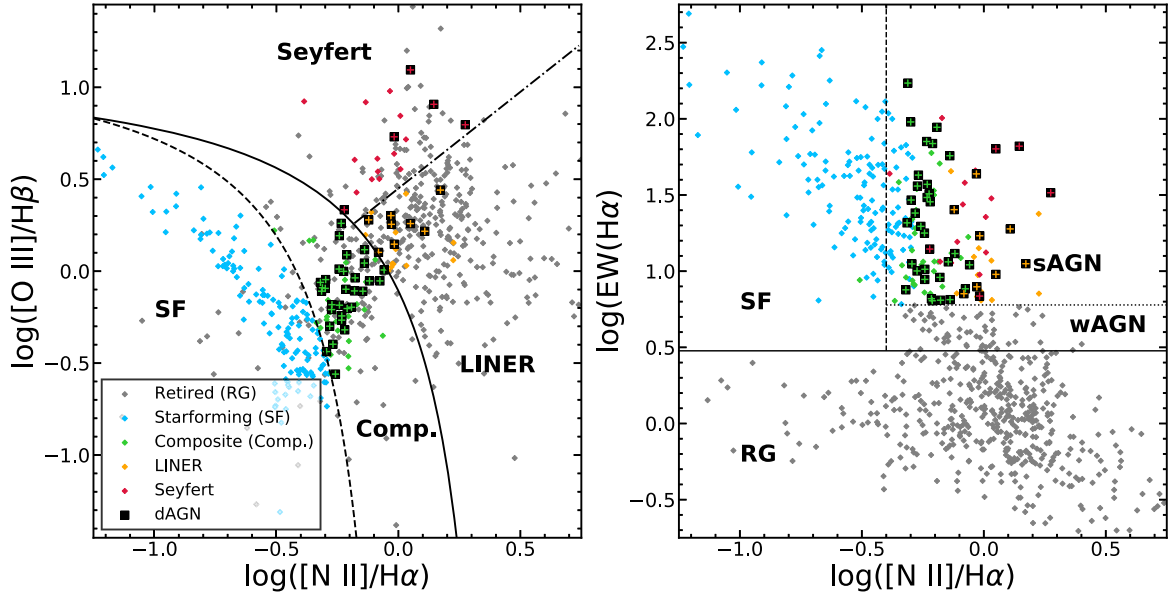 Seyfert
SF
LINER
Comp.
Retired (RG)
Starforming (SF)
Composite (Comp.)
LINER
Seyfert
dAGN
1.0
0.5
0.0
−0.5
−1.0
−1.0
−0.5
0.0
0.5
log([O III]/Hβ)
log([N II]/Hα)
SF
sAGN
wAGN
RG
2.5
2.0
1.5
1.0
0.5
0.0
−0.5
−1.0
−0.5
0.0
0.5
log(EW(Hα)
log([N II]/Hα)